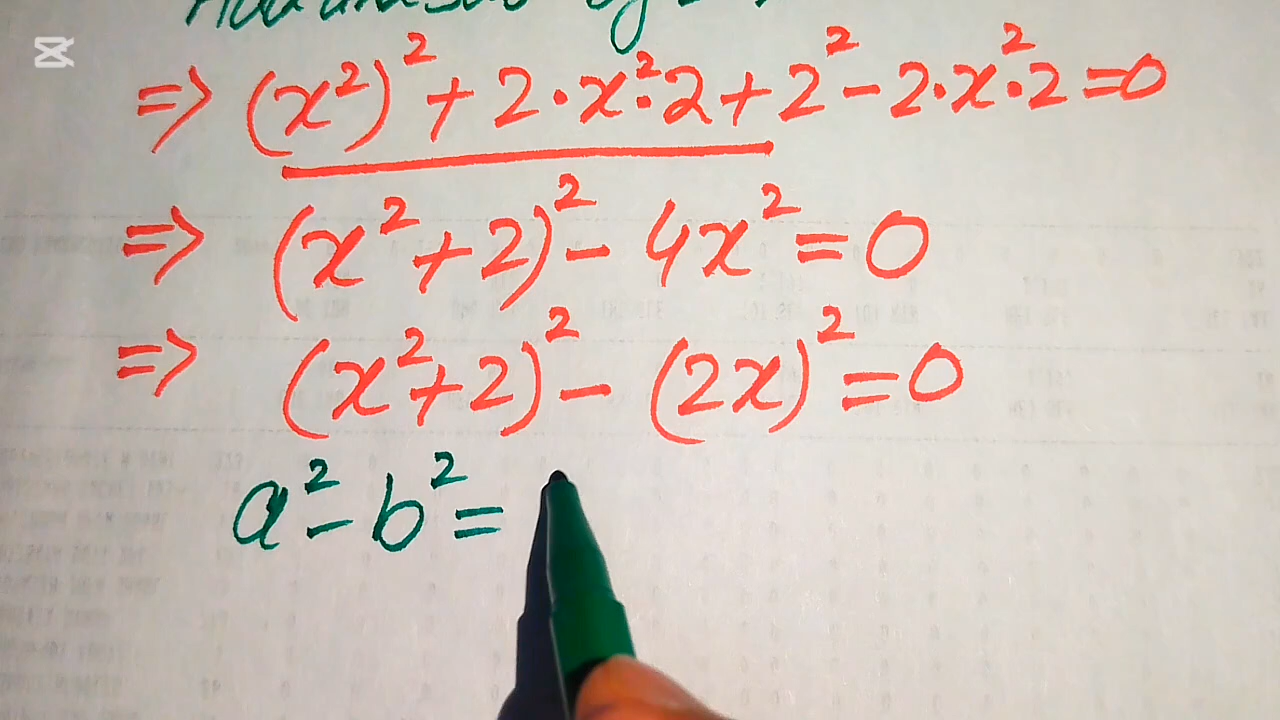 => (x²)² + 2·x²·2 + 2² - 2·x²·2 = 0
=> (x² + 2)² - 4x² = 0
=> (x² + 2)² - (2x)² = 0
a² - b² =